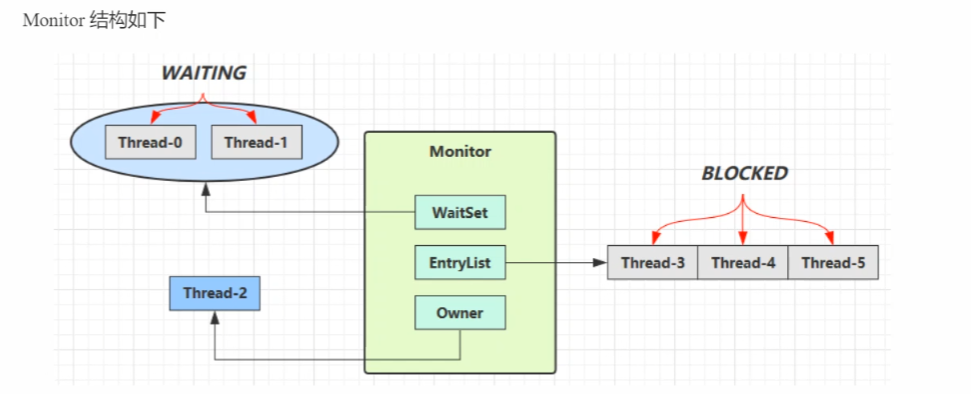 Monitor 结构如下
WAITING
Thread-0 Thread-1
Monitor
BLOCKED
WaitSet
EntryList
Thread-3 Thread-4 Thread-5
Thread-2
Owner